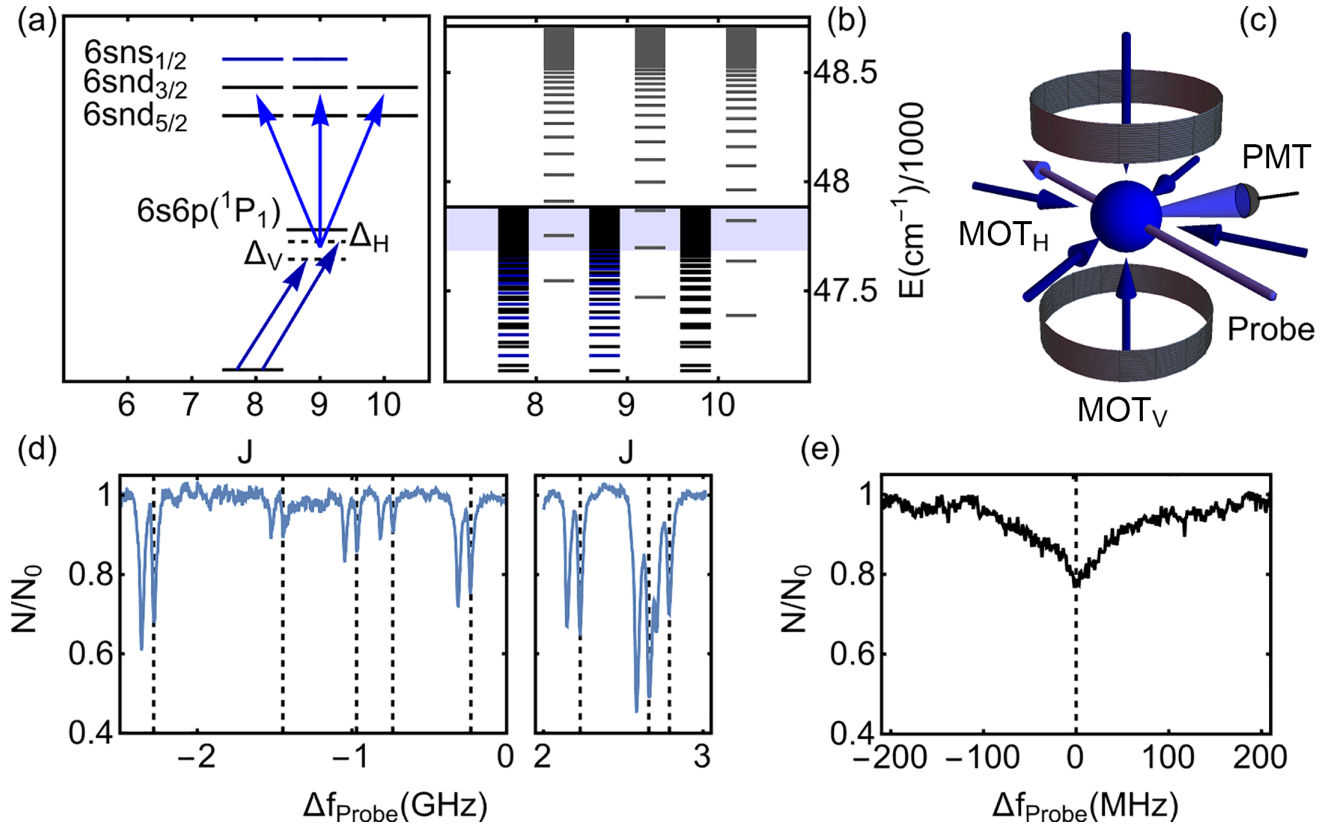 (a)
6sns1/2
6snd3/2
6snd5/2
6s6p(¹P₁)
ΔV
ΔH
6 7 8 9 10
J
(b)
48.5
48
47.5
E(cm⁻¹)/1000
8 9 10
J
(c)
PMT
MOTH
Probe
MOTV
(d)
N/N₀
1
0.8
0.6
0.4
−2 −1 0
2 3
ΔfProbe(GHz)
(e)
N/N₀
1
0.8
0.6
0.4
−200 −100 0 100 200
ΔfProbe(MHz)